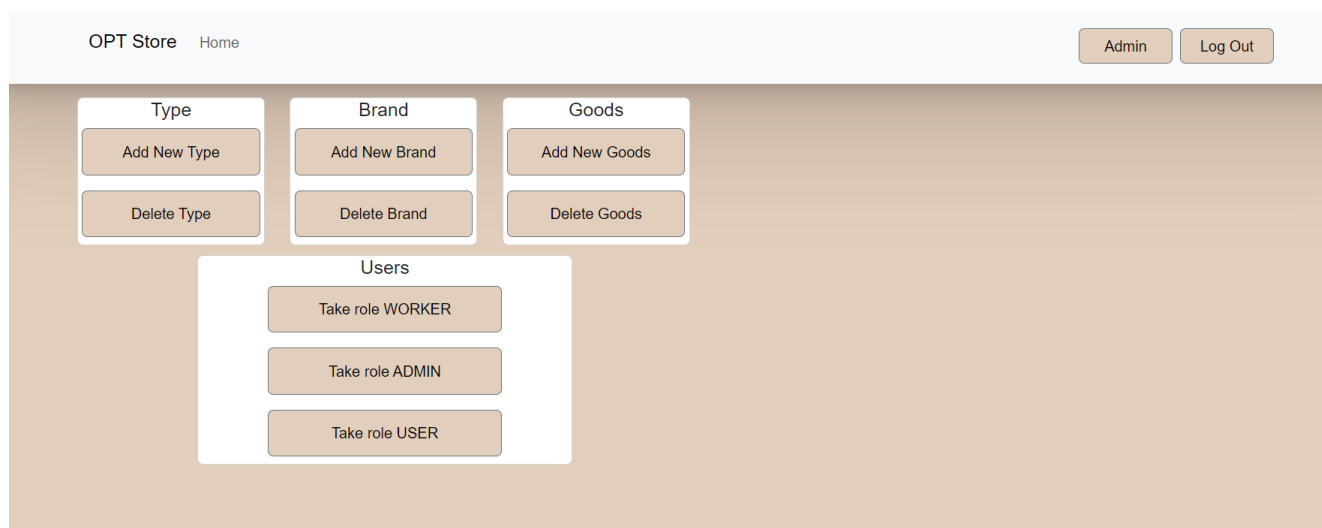 OPT Store Home Admin Log Out
Type Brand Goods
Add New Type Add New Brand Add New Goods
Delete Type Delete Brand Delete Goods
Users
Take role WORKER
Take role ADMIN
Take role USER